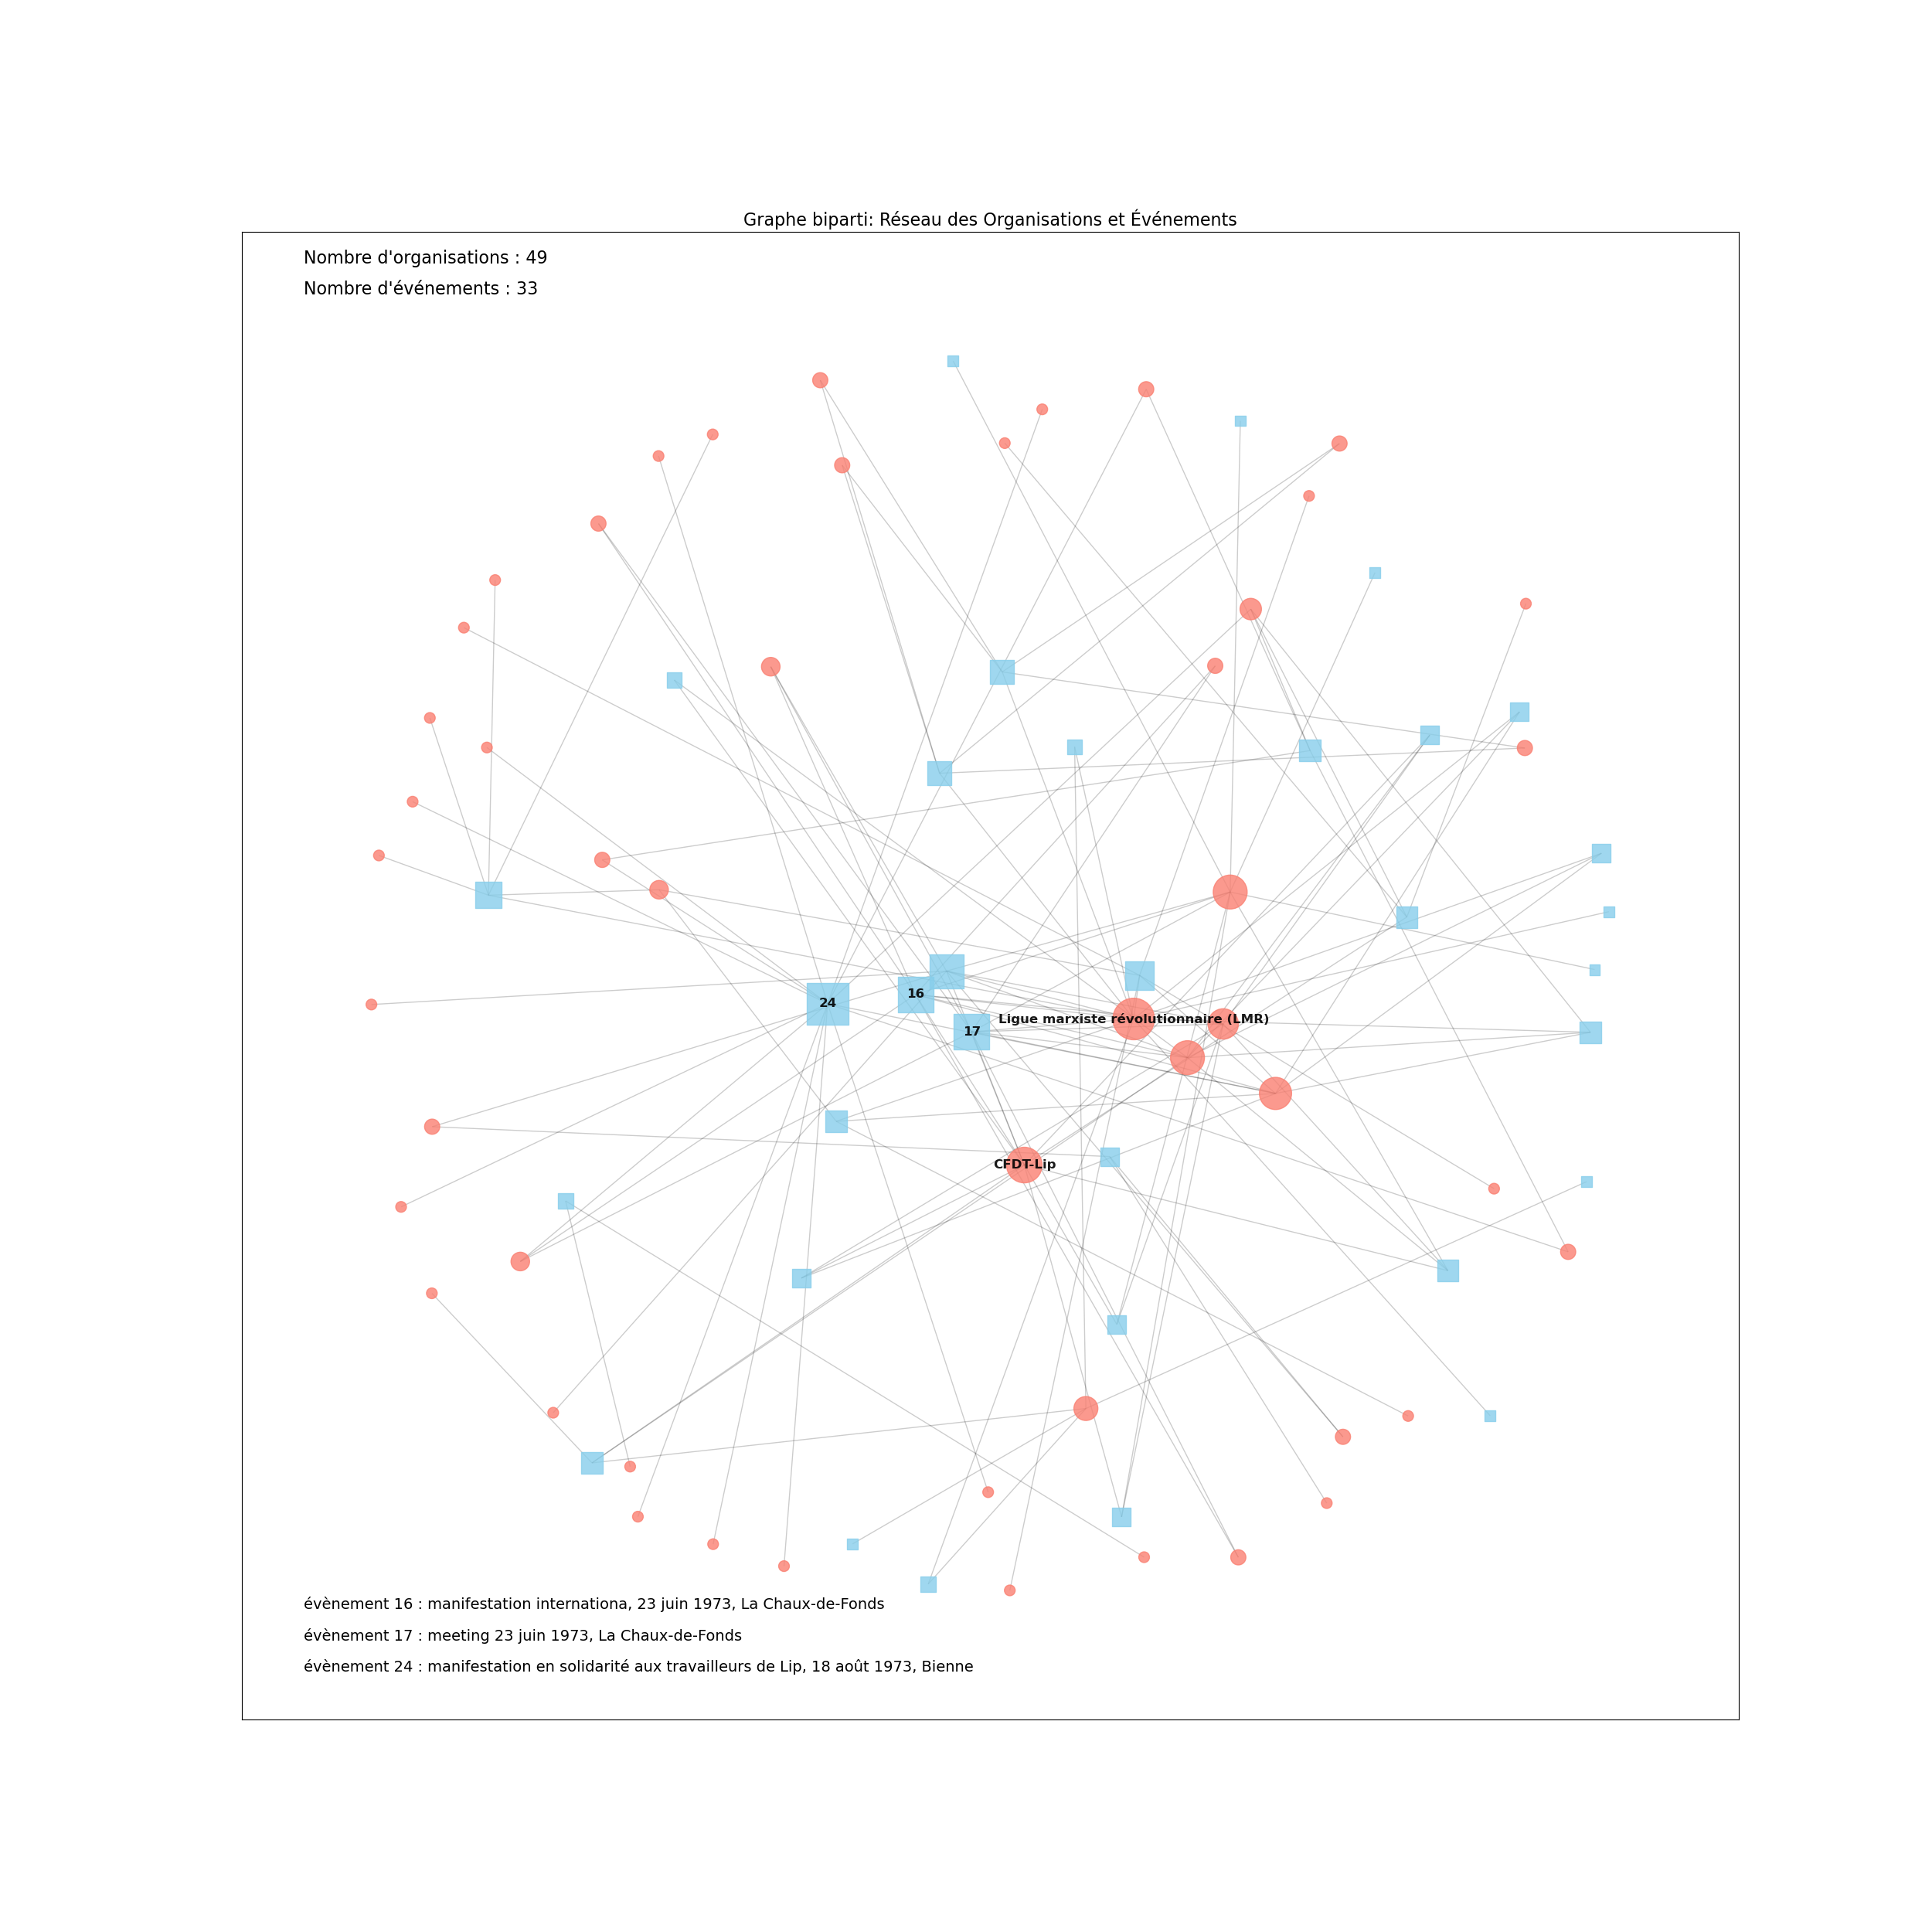 Graphe biparti: Réseau des Organisations et Événements
Nombre d'organisations : 49
Nombre d'événements : 33
24
16
17
Ligue marxiste révolutionnaire (LMR)
CFDT-Lip
évènement 16 : manifestation internationa, 23 juin 1973, La Chaux-de-Fonds
évènement 17 : meeting 23 juin 1973, La Chaux-de-Fonds
évènement 24 : manifestation en solidarité aux travailleurs de Lip, 18 août 1973, Bienne